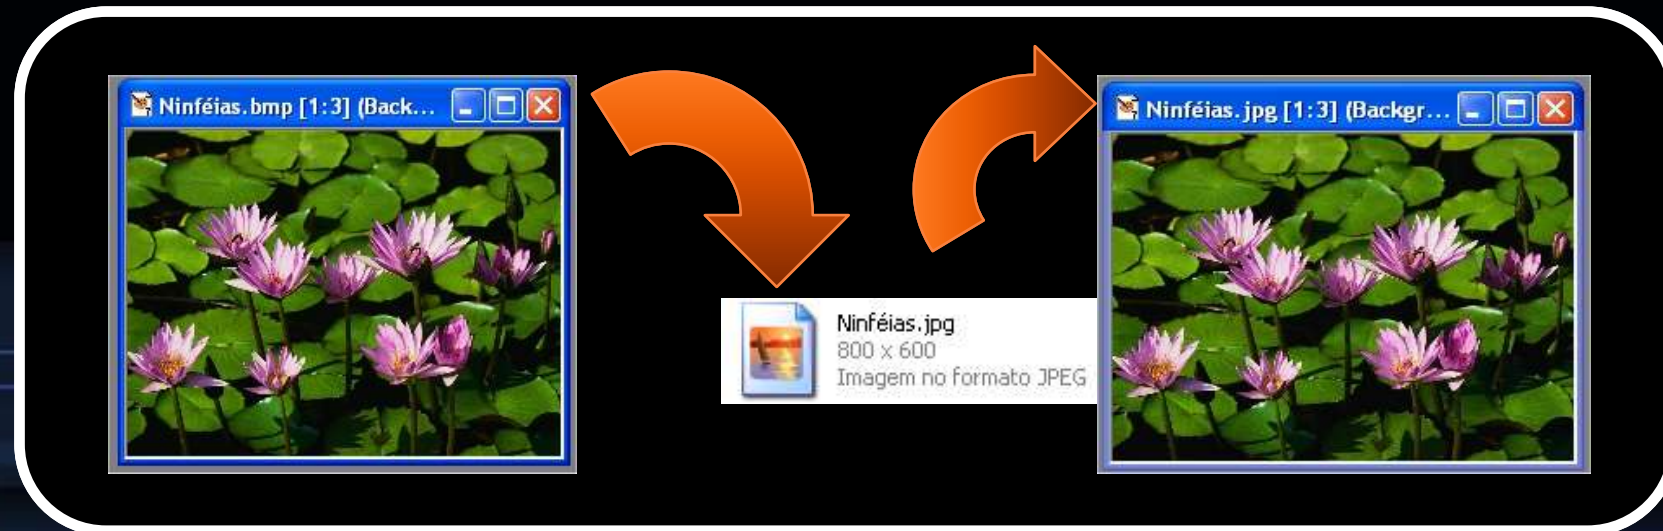 Ninféias.bmp [1:3] (Back...
Ninféias.jpg
800 x 600
Imagem no formato JPEG
Ninféias.jpg [1:3] (Backgr...